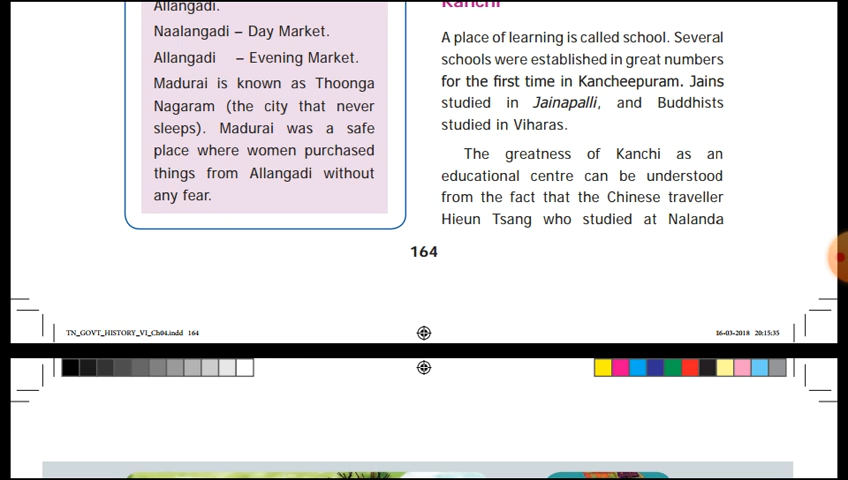 Allangadi.
Naalangadi – Day Market.
Allangadi – Evening Market.
Madurai is known as Thoonga
Nagaram (the city that never
sleeps). Madurai was a safe
place where women purchased
things from Allangadi without
any fear.
Kanchi
A place of learning is called school. Several
schools were established in great numbers
for the first time in Kancheepuram. Jains
studied in Jainapalli, and Buddhists
studied in Viharas.
The greatness of Kanchi as an
educational centre can be understood
from the fact that the Chinese traveller
Hieun Tsang who studied at Nalanda
164
TN_GOVT_HISTORY_VI_Ch04.indd 164
16-03-2018 20:15:35